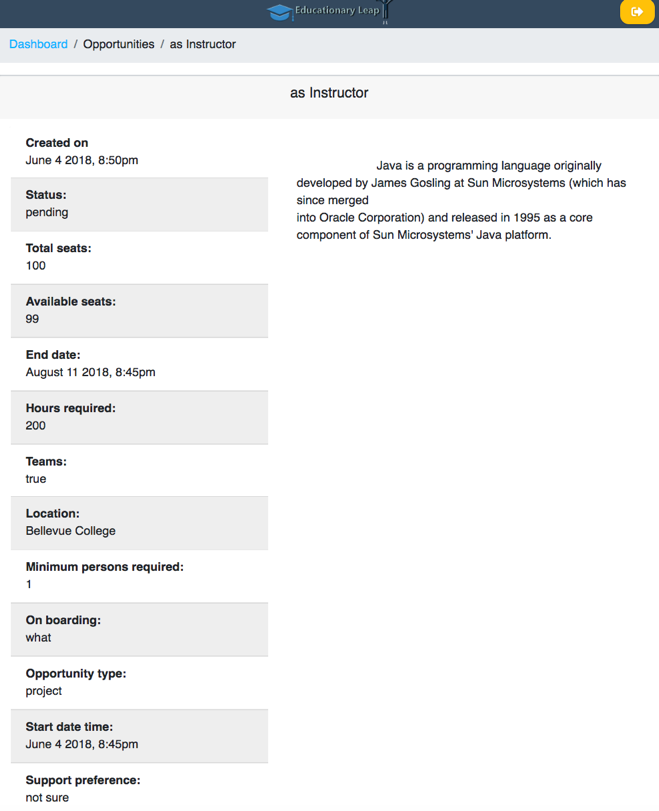 Educationary Leap
Dashboard / Opportunities / as Instructor
as Instructor
Created on
June 4 2018, 8:50pm
Status:
pending
Total seats:
100
Available seats:
99
End date:
August 11 2018, 8:45pm
Hours required:
200
Teams:
true
Location:
Bellevue College
Minimum persons required:
1
On boarding:
what
Opportunity type:
project
Start date time:
June 4 2018, 8:45pm
Support preference:
not sure
Java is a programming language originally
developed by James Gosling at Sun Microsystems (which has
since merged
into Oracle Corporation) and released in 1995 as a core
component of Sun Microsystems' Java platform.